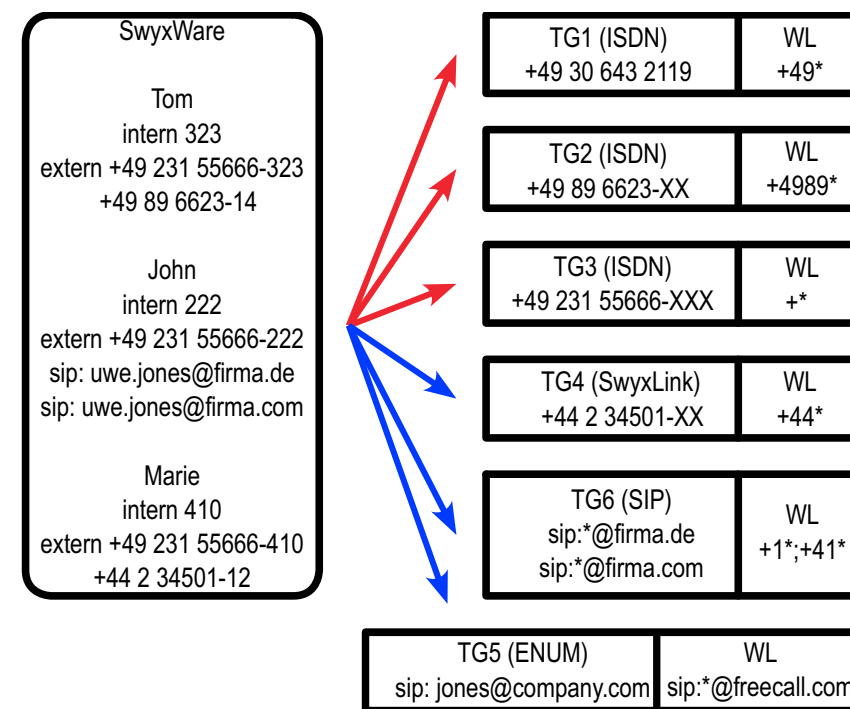 SwyxWare
Tom
intern 323
extern +49 231 55666-323
+49 89 6623-14
John
intern 222
extern +49 231 55666-222
sip: uwe.jones@firma.de
sip: uwe.jones@firma.com
Marie
intern 410
extern +49 231 55666-410
+44 2 34501-12
TG1 (ISDN)
+49 30 643 2119
WL
+49*
TG2 (ISDN)
+49 89 6623-XX
WL
+4989*
TG3 (ISDN)
+49 231 55666-XXX
WL
+*
TG4 (SwyxLink)
+44 2 34501-XX
WL
+44*
TG6 (SIP)
sip:*@firma.de
sip:*@firma.com
WL
+1*;+41*
TG5 (ENUM)
sip: jones@company.com
WL
sip:*@freecall.com